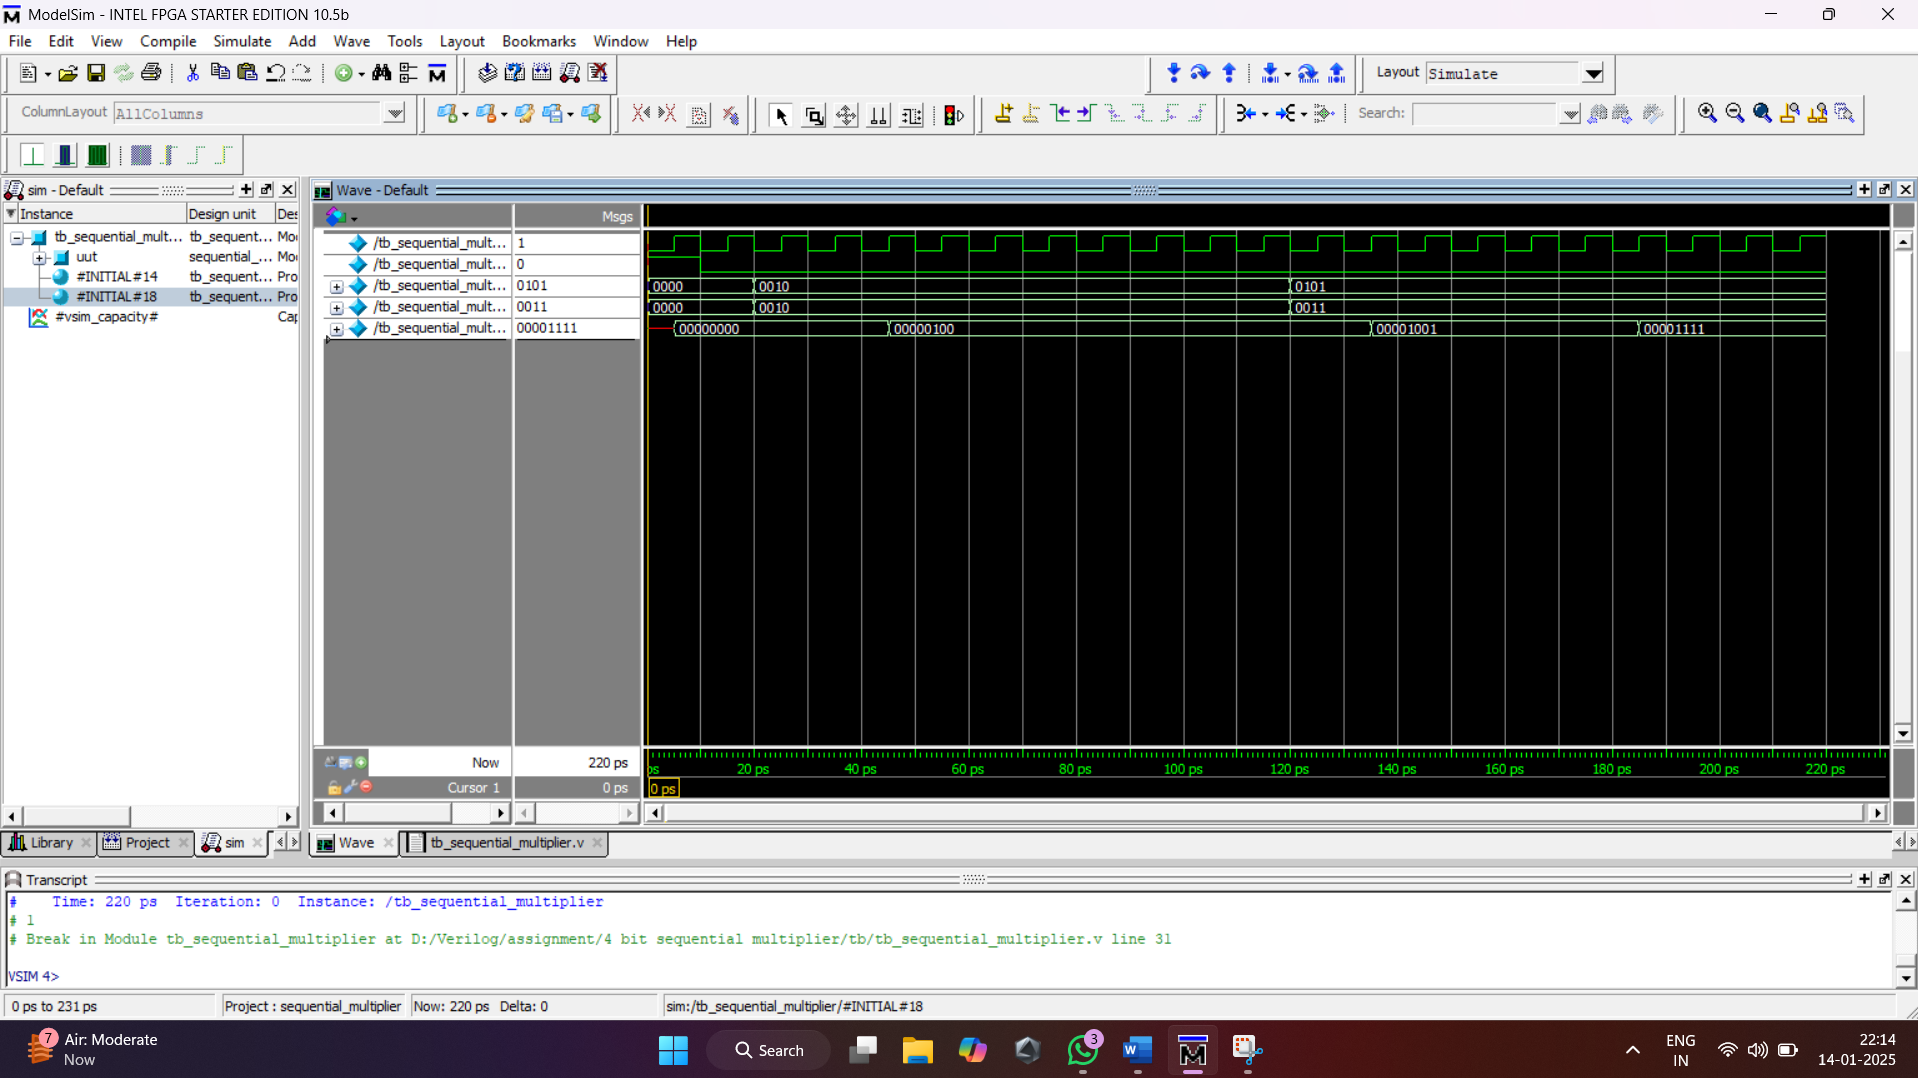 ModelSim - INTEL FPGA STARTER EDITION 10.5b
File Edit View Compile Simulate Add Wave Tools Layout Bookmarks Window Help
Layout Simulate
ColumnLayout AllColumns
Search:
sim - Default
Instance Design unit Des
tb_sequential_mult... tb_sequent... Mo
uut sequential_... Mo
#INITIAL#14 tb_sequent... Pro
#INITIAL#18 tb_sequent... Pro
#vsim_capacity# Cap
Wave - Default
Msgs
/tb_sequential_mult... 1
/tb_sequential_mult... 0
/tb_sequential_mult... 0101 0000 0010 0101
/tb_sequential_mult... 0011 0000 0010 0011
/tb_sequential_mult... 00001111 00000000 00000100 00001001 00001111
Now 220 ps
ps 20 ps 40 ps 60 ps 80 ps 100 ps 120 ps 140 ps 160 ps 180 ps 200 ps 220 ps
Cursor 1 0 ps
0 ps
Library Project sim Wave tb_sequential_multiplier.v
Transcript
# Time: 220 ps Iteration: 0 Instance: /tb_sequential_multiplier
# 1
# Break in Module tb_sequential_multiplier at D:/Verilog/assignment/4 bit sequential multiplier/tb/tb_sequential_multiplier.v line 31
VSIM 4>
0 ps to 231 ps Project : sequential_multiplier Now: 220 ps Delta: 0 sim:/tb_sequential_multiplier/#INITIAL#18
7 Air: Moderate
Now
Search
3
ENG
IN
22:14
14-01-2025